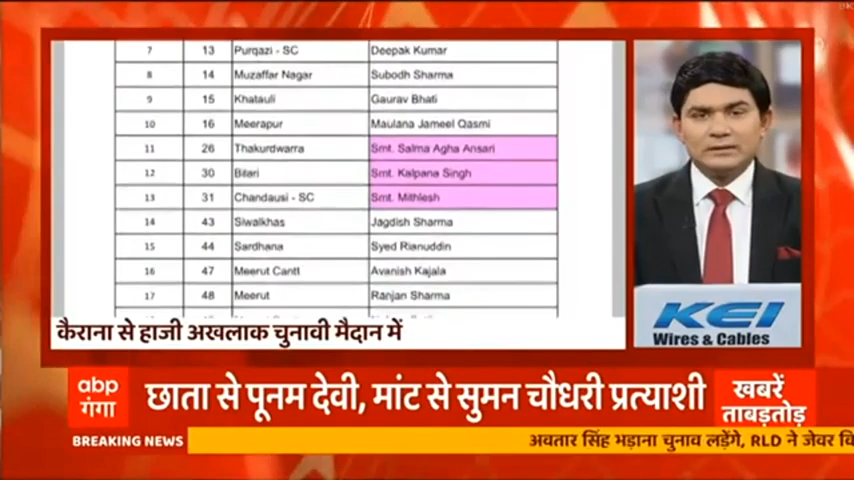 7 13 Purqazi - SC Deepak Kumar
8 14 Muzaffar Nagar Subodh Sharma
9 15 Khatauli Gaurav Bhati
10 16 Meerapur Maulana Jameel Qasmi
11 26 Thakurdwarra Smt. Salma Agha Ansari
12 30 Bilari Smt. Kalpana Singh
13 31 Chandausi - SC Smt. Mithlesh
14 43 Siwalkhas Jagdish Sharma
15 44 Sardhana Syed Rianuddin
16 47 Meerut Cantt Avanish Kajala
17 48 Meerut Ranjan Sharma
KEI
Wires & Cables
कैराना से हाजी अखलाक चुनावी मैदान में
abp
गंगा
छाता से पूनम देवी, मांट से सुमन चौधरी प्रत्याशी
खबरें
ताबड़तोड़
BREAKING NEWS
अवतार सिंह भड़ाना चुनाव लड़ेंगे, RLD ने जेवर वि